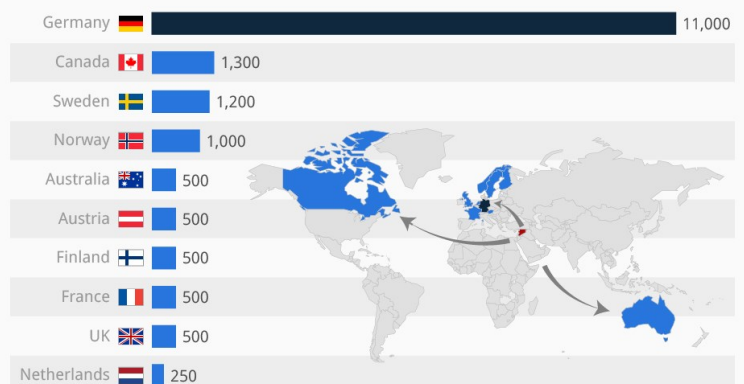 Germany 11,000
Canada 1,300
Sweden 1,200
Norway 1,000
Australia 500
Austria 500
Finland 500
France 500
UK 500
Netherlands 250